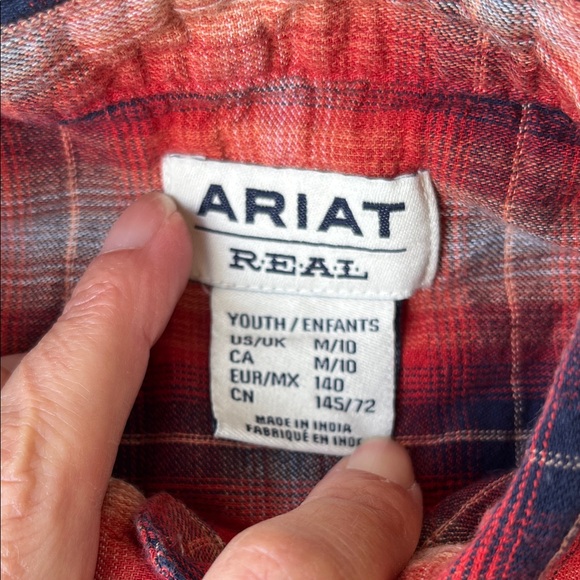 ARIAT
R.E.A.L
YOUTH / ENFANTS
US/UK M/10
CA M/10
EUR/MX 140
CN 145/72
MADE IN INDIA
FABRIQUÉ EN INDE